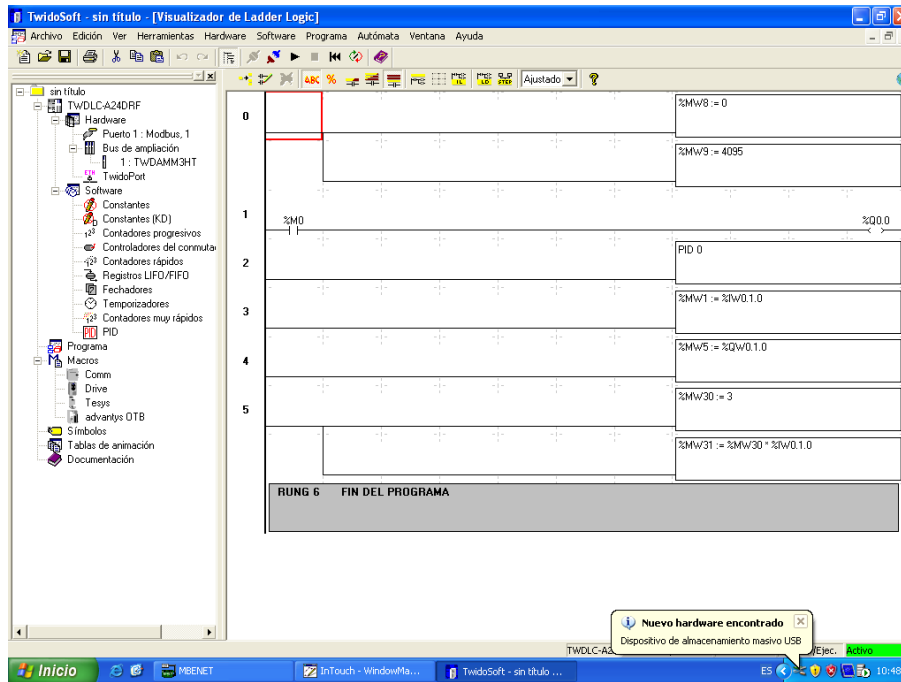 TwidoSoft - sin título - [Visualizador de Ladder Logic]
Archivo Edición Ver Herramientas Hardware Software Programa Autómata Ventana Ayuda
ABC % Ajustado
sin título
TWDLCA24DRF
Hardware
Puerto 1 : Modbus, 1
Bus de ampliación
1 : TWDAMM3HT
TwidoPort
Software
Constantes
Constantes (KD)
Contadores progresivos
Controladores del conmuta
Contadores rápidos
Registros LIFO/FIFO
Fechadores
Temporizadores
Contadores muy rápidos
PID PID
Programa
Macros
Comm
Drive
Tesys
advantys OTB
Símbolos
Tablas de animación
Documentación
0
%MW8 := 0
%MW9 := 4095
1
%M0
%Q0.0
2
PID 0
3
%MW1 := %IW0.1.0
4
%MW5 := %QW0.1.0
5
%MW30 := 3
%MW31 := %MW30 * %IW0.1.0
RUNG 6 FIN DEL PROGRAMA
Nuevo hardware encontrado
Dispositivo de almacenamiento masivo USB
/Ejec. Activo
Inicio
MBENET
InTouch - WindowMa...
TwidoSoft - sin título ...
ES
10:48